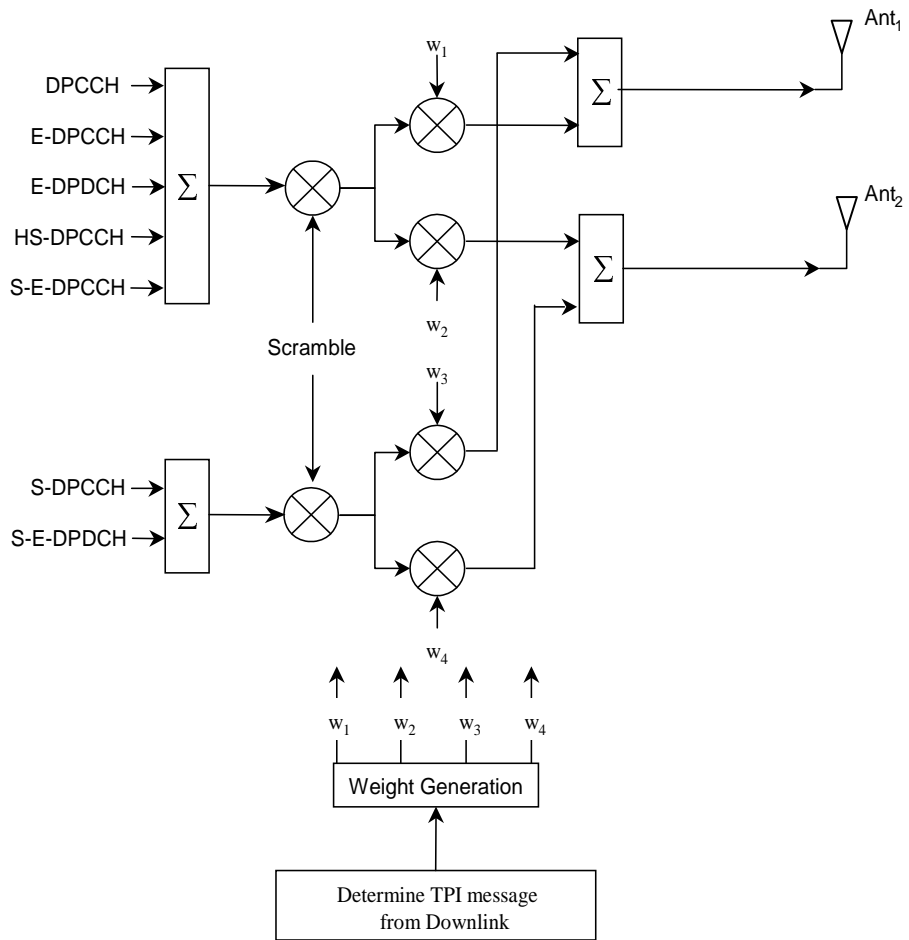 Ant₁
w₁
DPCCH
Σ
E-DPCCH
E-DPDCH
Σ
Ant₂
HS-DPCCH
Σ
S-E-DPCCH
w₂
Scramble
w₃
S-DPCCH
Σ
S-E-DPDCH
w₄
w₁ w₂ w₃ w₄
Weight Generation
Determine TPI message
from Downlink